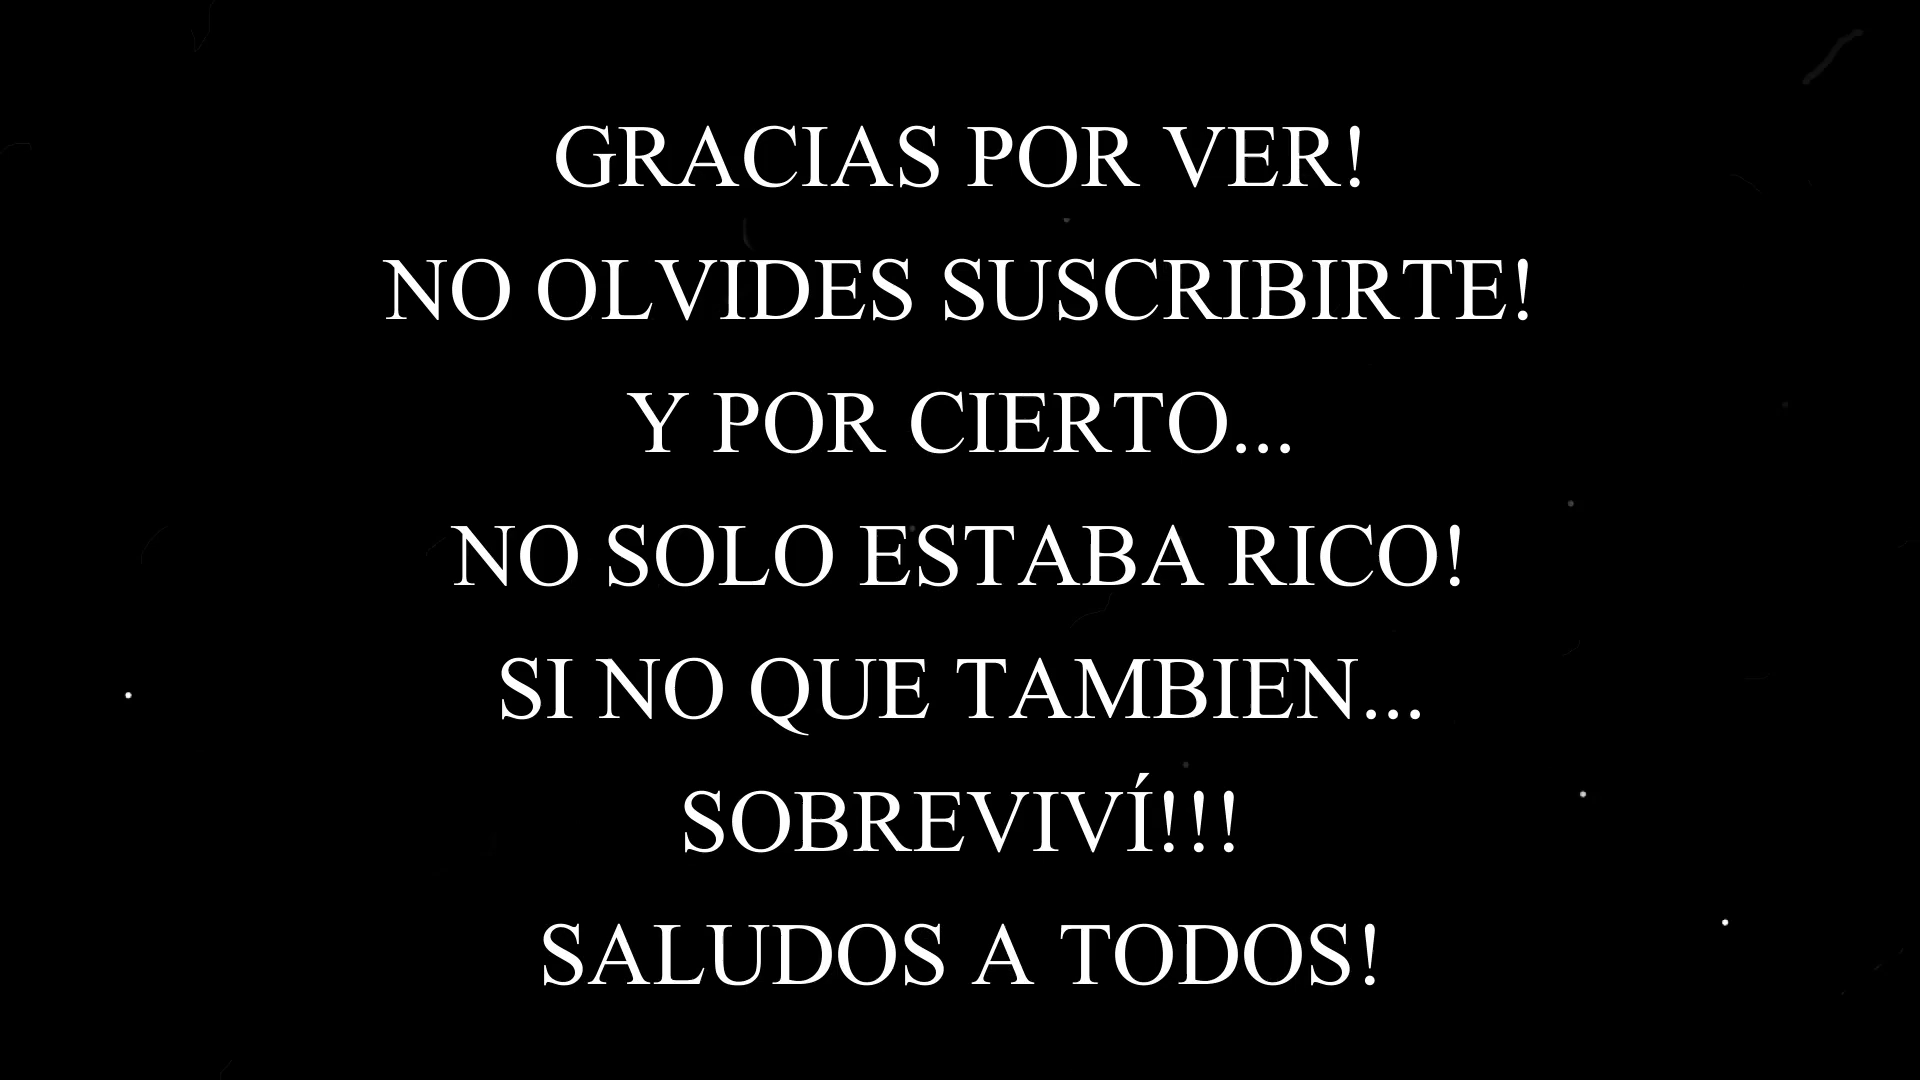 GRACIAS POR VER!
NO OLVIDES SUSCRIBIRTE!
Y POR CIERTO...
NO SOLO ESTABA RICO!
SI NO QUE TAMBIEN...
SOBREVIVÍ!!!
SALUDOS A TODOS!